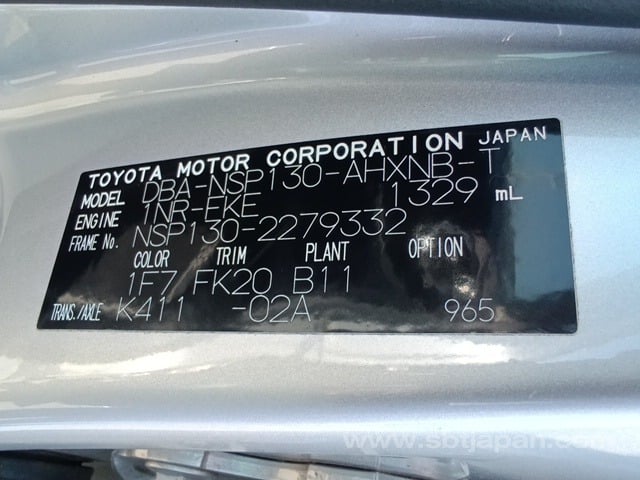 TOYOTA MOTOR CORPORATION JAPAN
MODEL DBA-NSP130-AHXNB-T
ENGINE 1NR-EKE 1329 mL
FRAME No. NSP130-2279332
COLOR TRIM PLANT OPTION
1F7 FK20 B11
TRANS./AXLE K411 -02A 965
www.sbtjapan.com